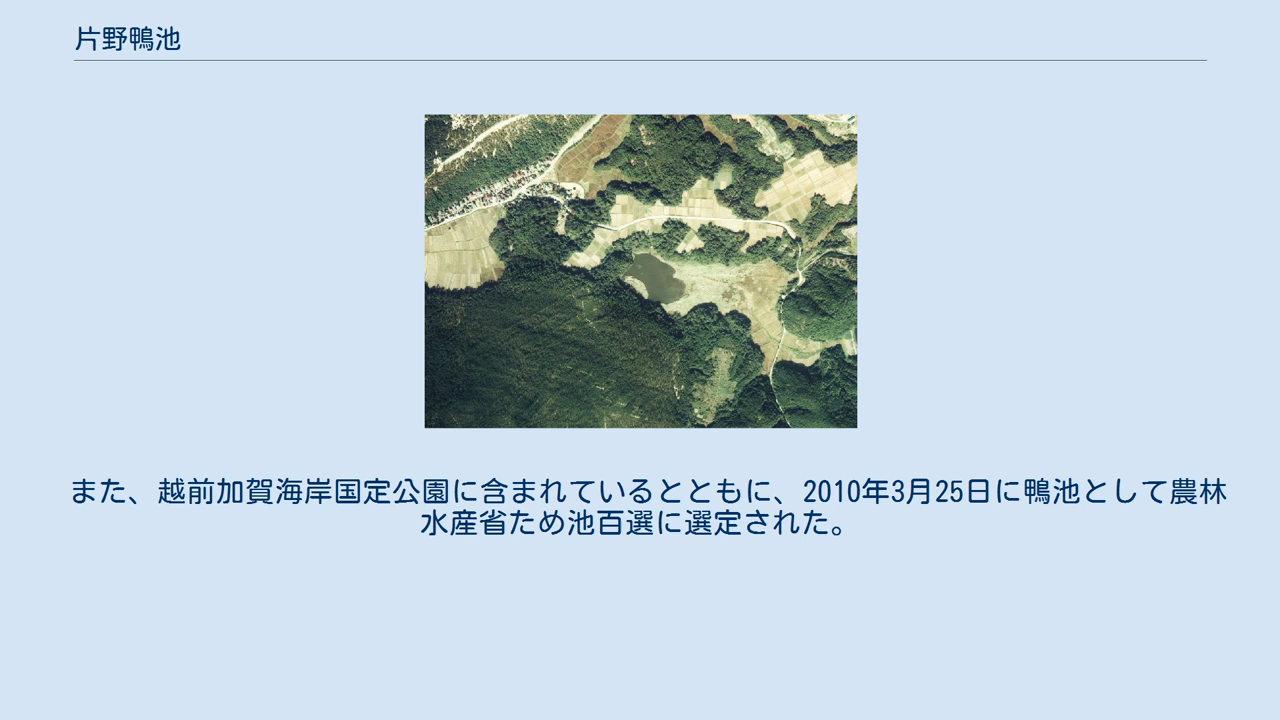 片野鴨池
また、越前加賀海岸国定公園に含まれているとともに、2010年3月25日に鴨池として農林
水産省ため池百選に選定された。